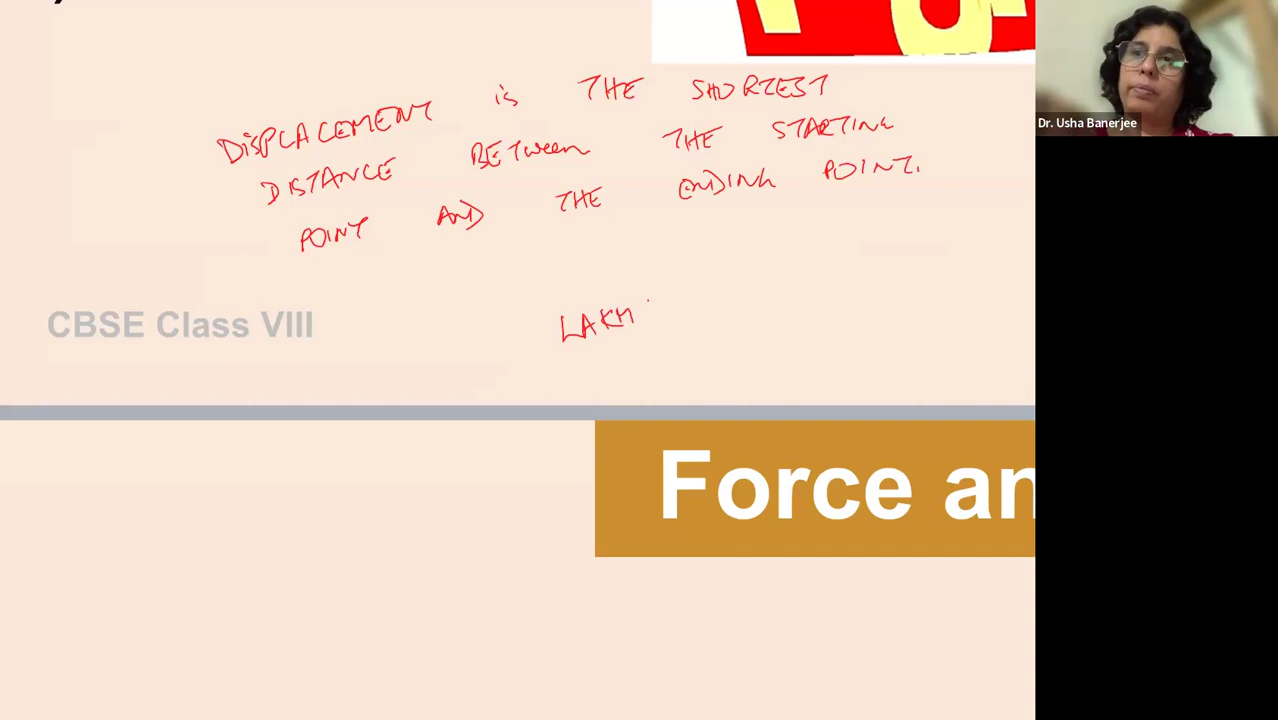 DISPLACEMENT is THE SHORTEST
DISTANCE BETween THE STARTING
POINT AND THE ENDING POINT.
LAKH
CBSE Class VIII
Force an
Dr. Usha Banerjee